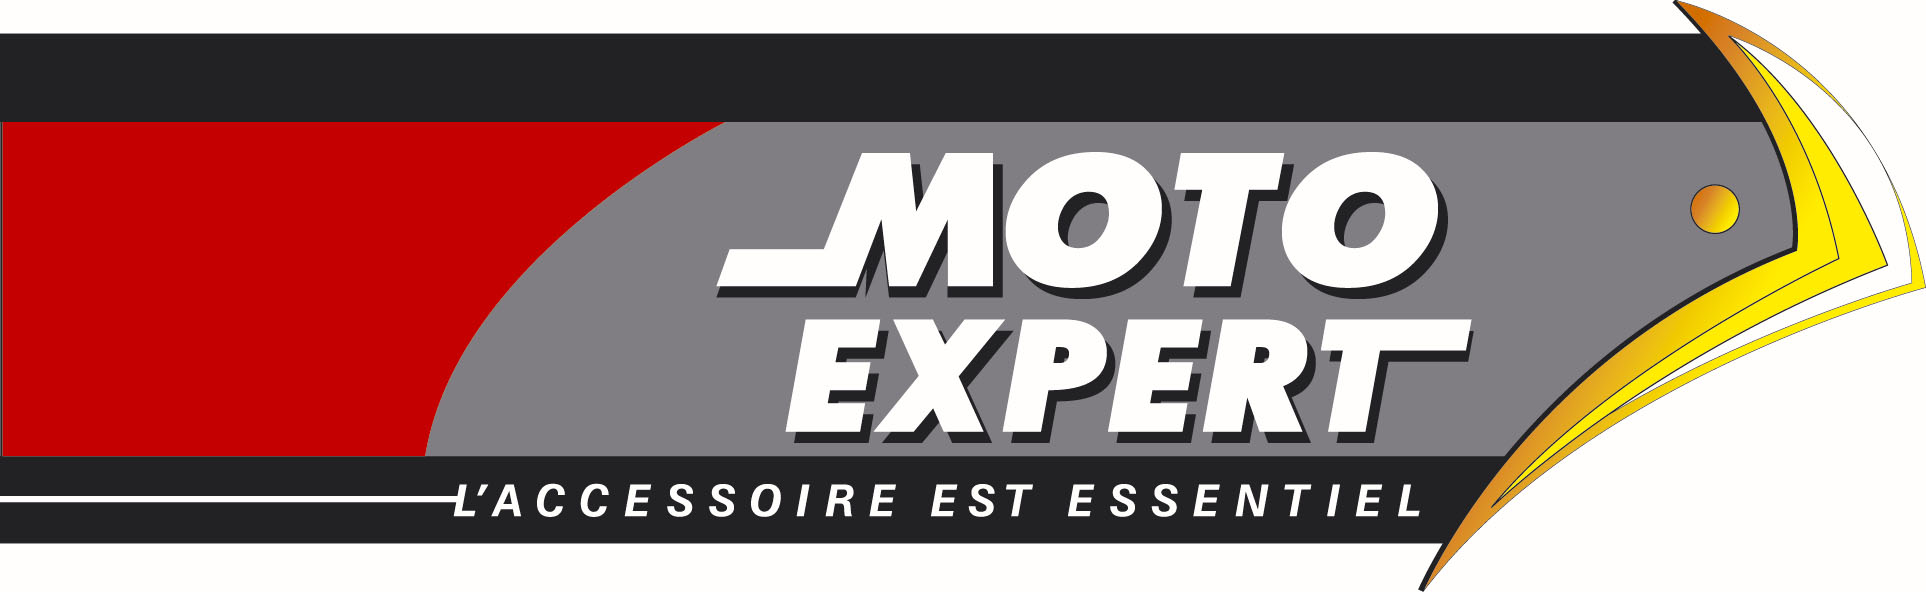 MOTO
EXPERT
L'ACCESSOIRE EST ESSENTIEL